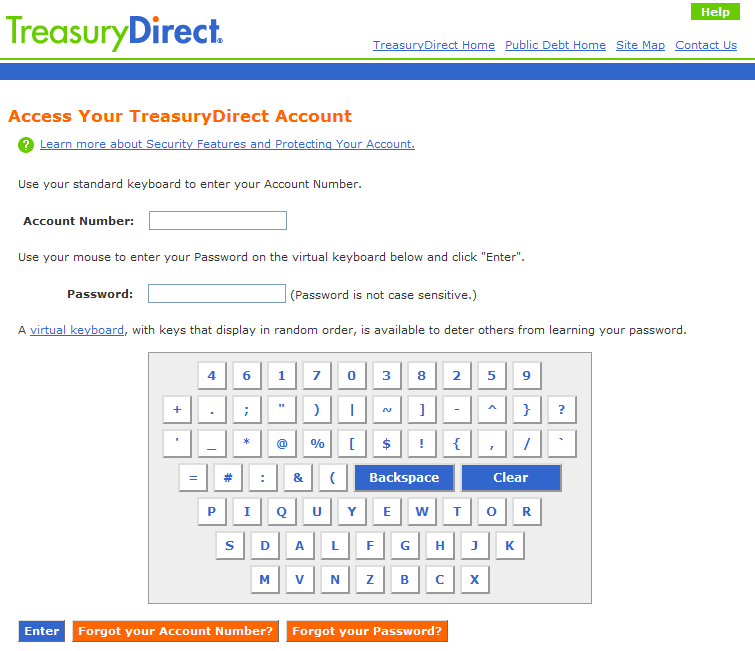 Help
TreasuryDirect®
TreasuryDirect Home Public Debt Home Site Map Contact Us
Access Your TreasuryDirect Account
? Learn more about Security Features and Protecting Your Account.
Use your standard keyboard to enter your Account Number.
Account Number:
Use your mouse to enter your Password on the virtual keyboard below and click "Enter".
Password: (Password is not case sensitive.)
A virtual keyboard, with keys that display in random order, is available to deter others from learning your password.
4 6 1 7 0 3 8 2 5 9
+ . ; " ) | ~ ] - ^ } ?
' _ * @ % [ $ ! { , / `
= # : & ( Backspace Clear
P I Q U Y E W T O R
S D A L F G H J K
M V N Z B C X
Enter Forgot your Account Number? Forgot your Password?